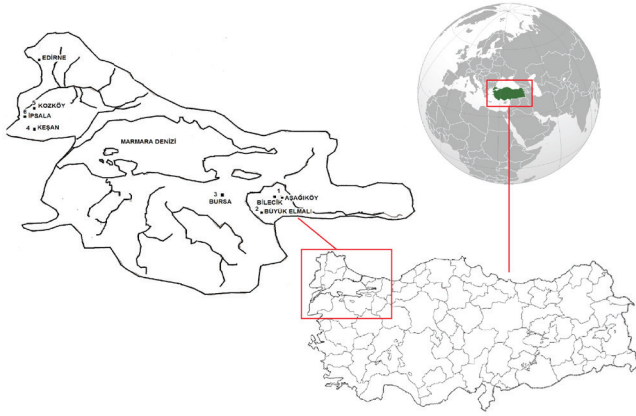 EDİRNE
5
KOZKÖY
6
İPSALA
4 KEŞAN
MARMARA DENİZİ
3
BURSA
1
AŞAĞIKÖY
BİLECİK
2
BÜYÜK ELMALI